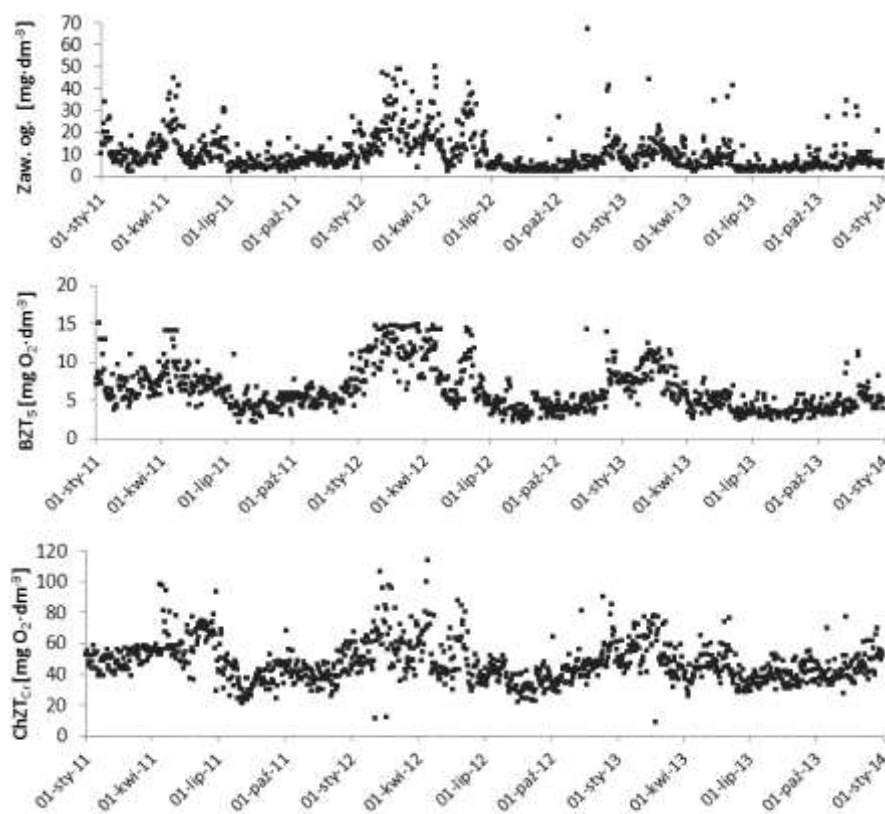 Zaw. og. [mg·dm⁻³]
70
60
50
40
30
20
10
0
01-sty-11
01-kwi-11
01-lip-11
01-paź-11
01-sty-12
01-kwi-12
01-lip-12
01-paź-12
01-sty-13
01-kwi-13
01-lip-13
01-paź-13
01-sty-14
BZT₅ [mg O₂·dm⁻³]
20
15
10
5
0
01-sty-11
01-kwi-11
01-lip-11
01-paź-11
01-sty-12
01-kwi-12
01-lip-12
01-paź-12
01-sty-13
01-kwi-13
01-lip-13
01-paź-13
01-sty-14
ChZT_Cr [mg O₂·dm⁻³]
120
100
80
60
40
20
0
01-sty-11
01-kwi-11
01-lip-11
01-paź-11
01-sty-12
01-kwi-12
01-lip-12
01-paź-12
01-sty-13
01-kwi-13
01-lip-13
01-paź-13
01-sty-14